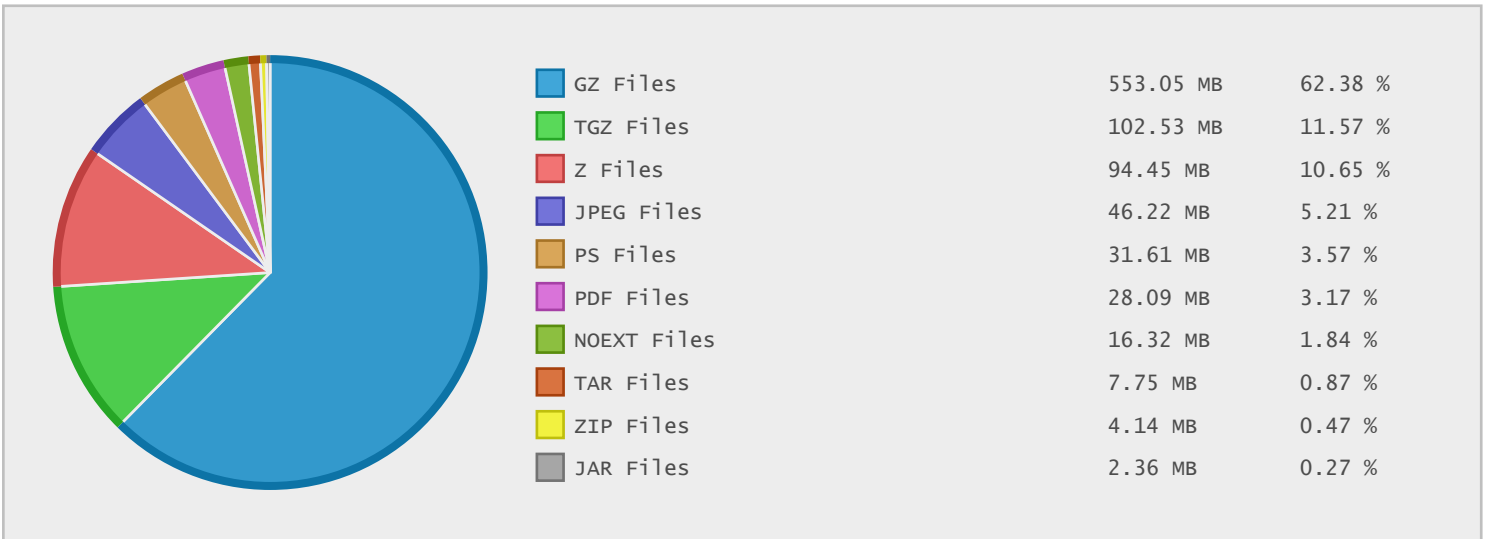 GZ Files 553.05 MB 62.38 %
TGZ Files 102.53 MB 11.57 %
Z Files 94.45 MB 10.65 %
JPEG Files 46.22 MB 5.21 %
PS Files 31.61 MB 3.57 %
PDF Files 28.09 MB 3.17 %
NOEXT Files 16.32 MB 1.84 %
TAR Files 7.75 MB 0.87 %
ZIP Files 4.14 MB 0.47 %
JAR Files 2.36 MB 0.27 %